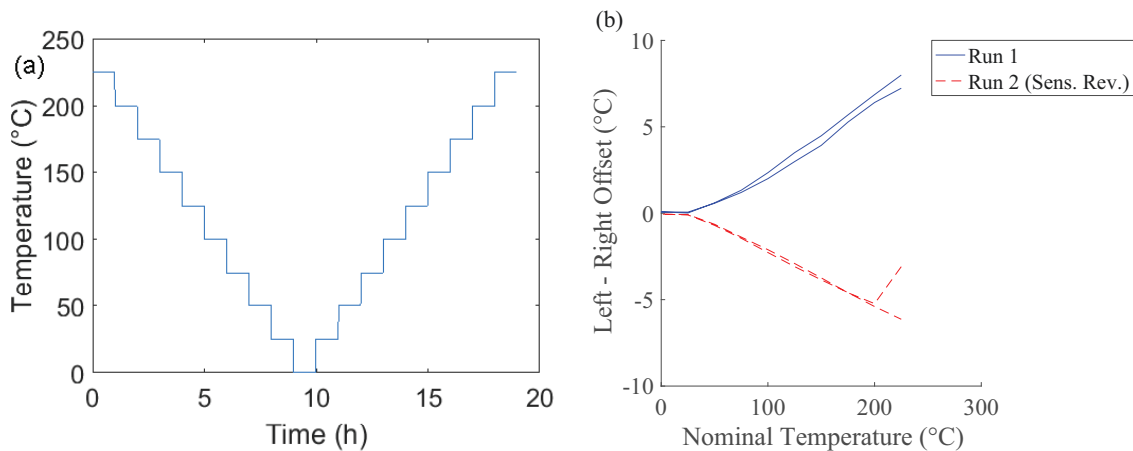 (a)
250
200
150
100
50
0
Temperature (°C)
0 5 10 15 20
Time (h)
(b)
10
5
0
-5
-10
Left - Right Offset (°C)
0 100 200 300
Nominal Temperature (°C)
Run 1
Run 2 (Sens. Rev.)